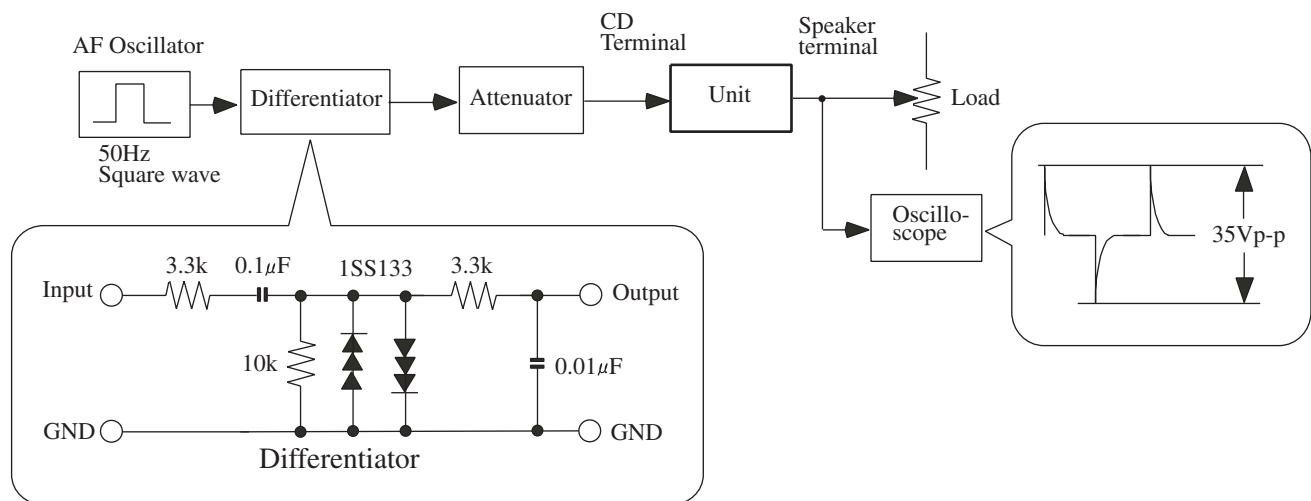 AF Oscillator
50Hz
Square wave
Differentiator
Attenuator
CD
Terminal
Unit
Speaker
terminal
Load
Oscillo-
scope
35Vp-p
Input
3.3k
0.1μF
1SS133
3.3k
Output
10k
0.01μF
GND
GND
Differentiator